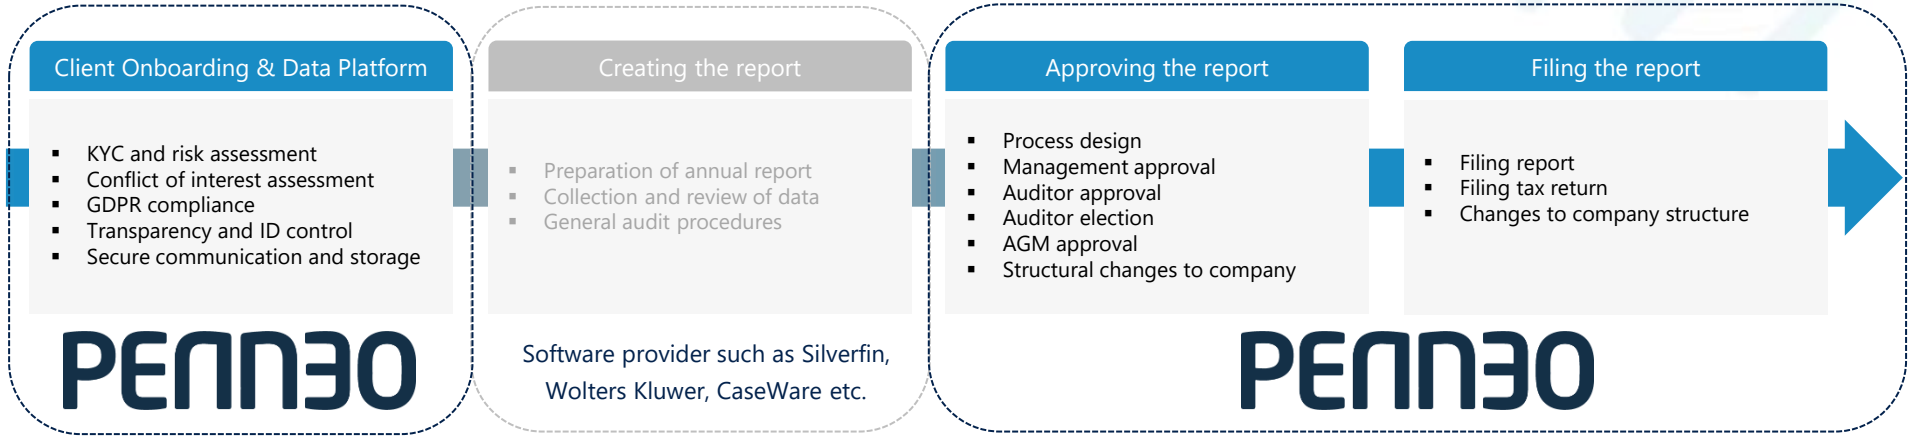 Client Onboarding & Data Platform
▪ KYC and risk assessment
▪ Conflict of interest assessment
▪ GDPR compliance
▪ Transparency and ID control
▪ Secure communication and storage
PENNEO
Creating the report
▪ Preparation of annual report
▪ Collection and review of data
▪ General audit procedures
Software provider such as Silverfin,
Wolters Kluwer, CaseWare etc.
Approving the report
▪ Process design
▪ Management approval
▪ Auditor approval
▪ Auditor election
▪ AGM approval
▪ Structural changes to company
Filing the report
▪ Filing report
▪ Filing tax return
▪ Changes to company structure
PENNEO